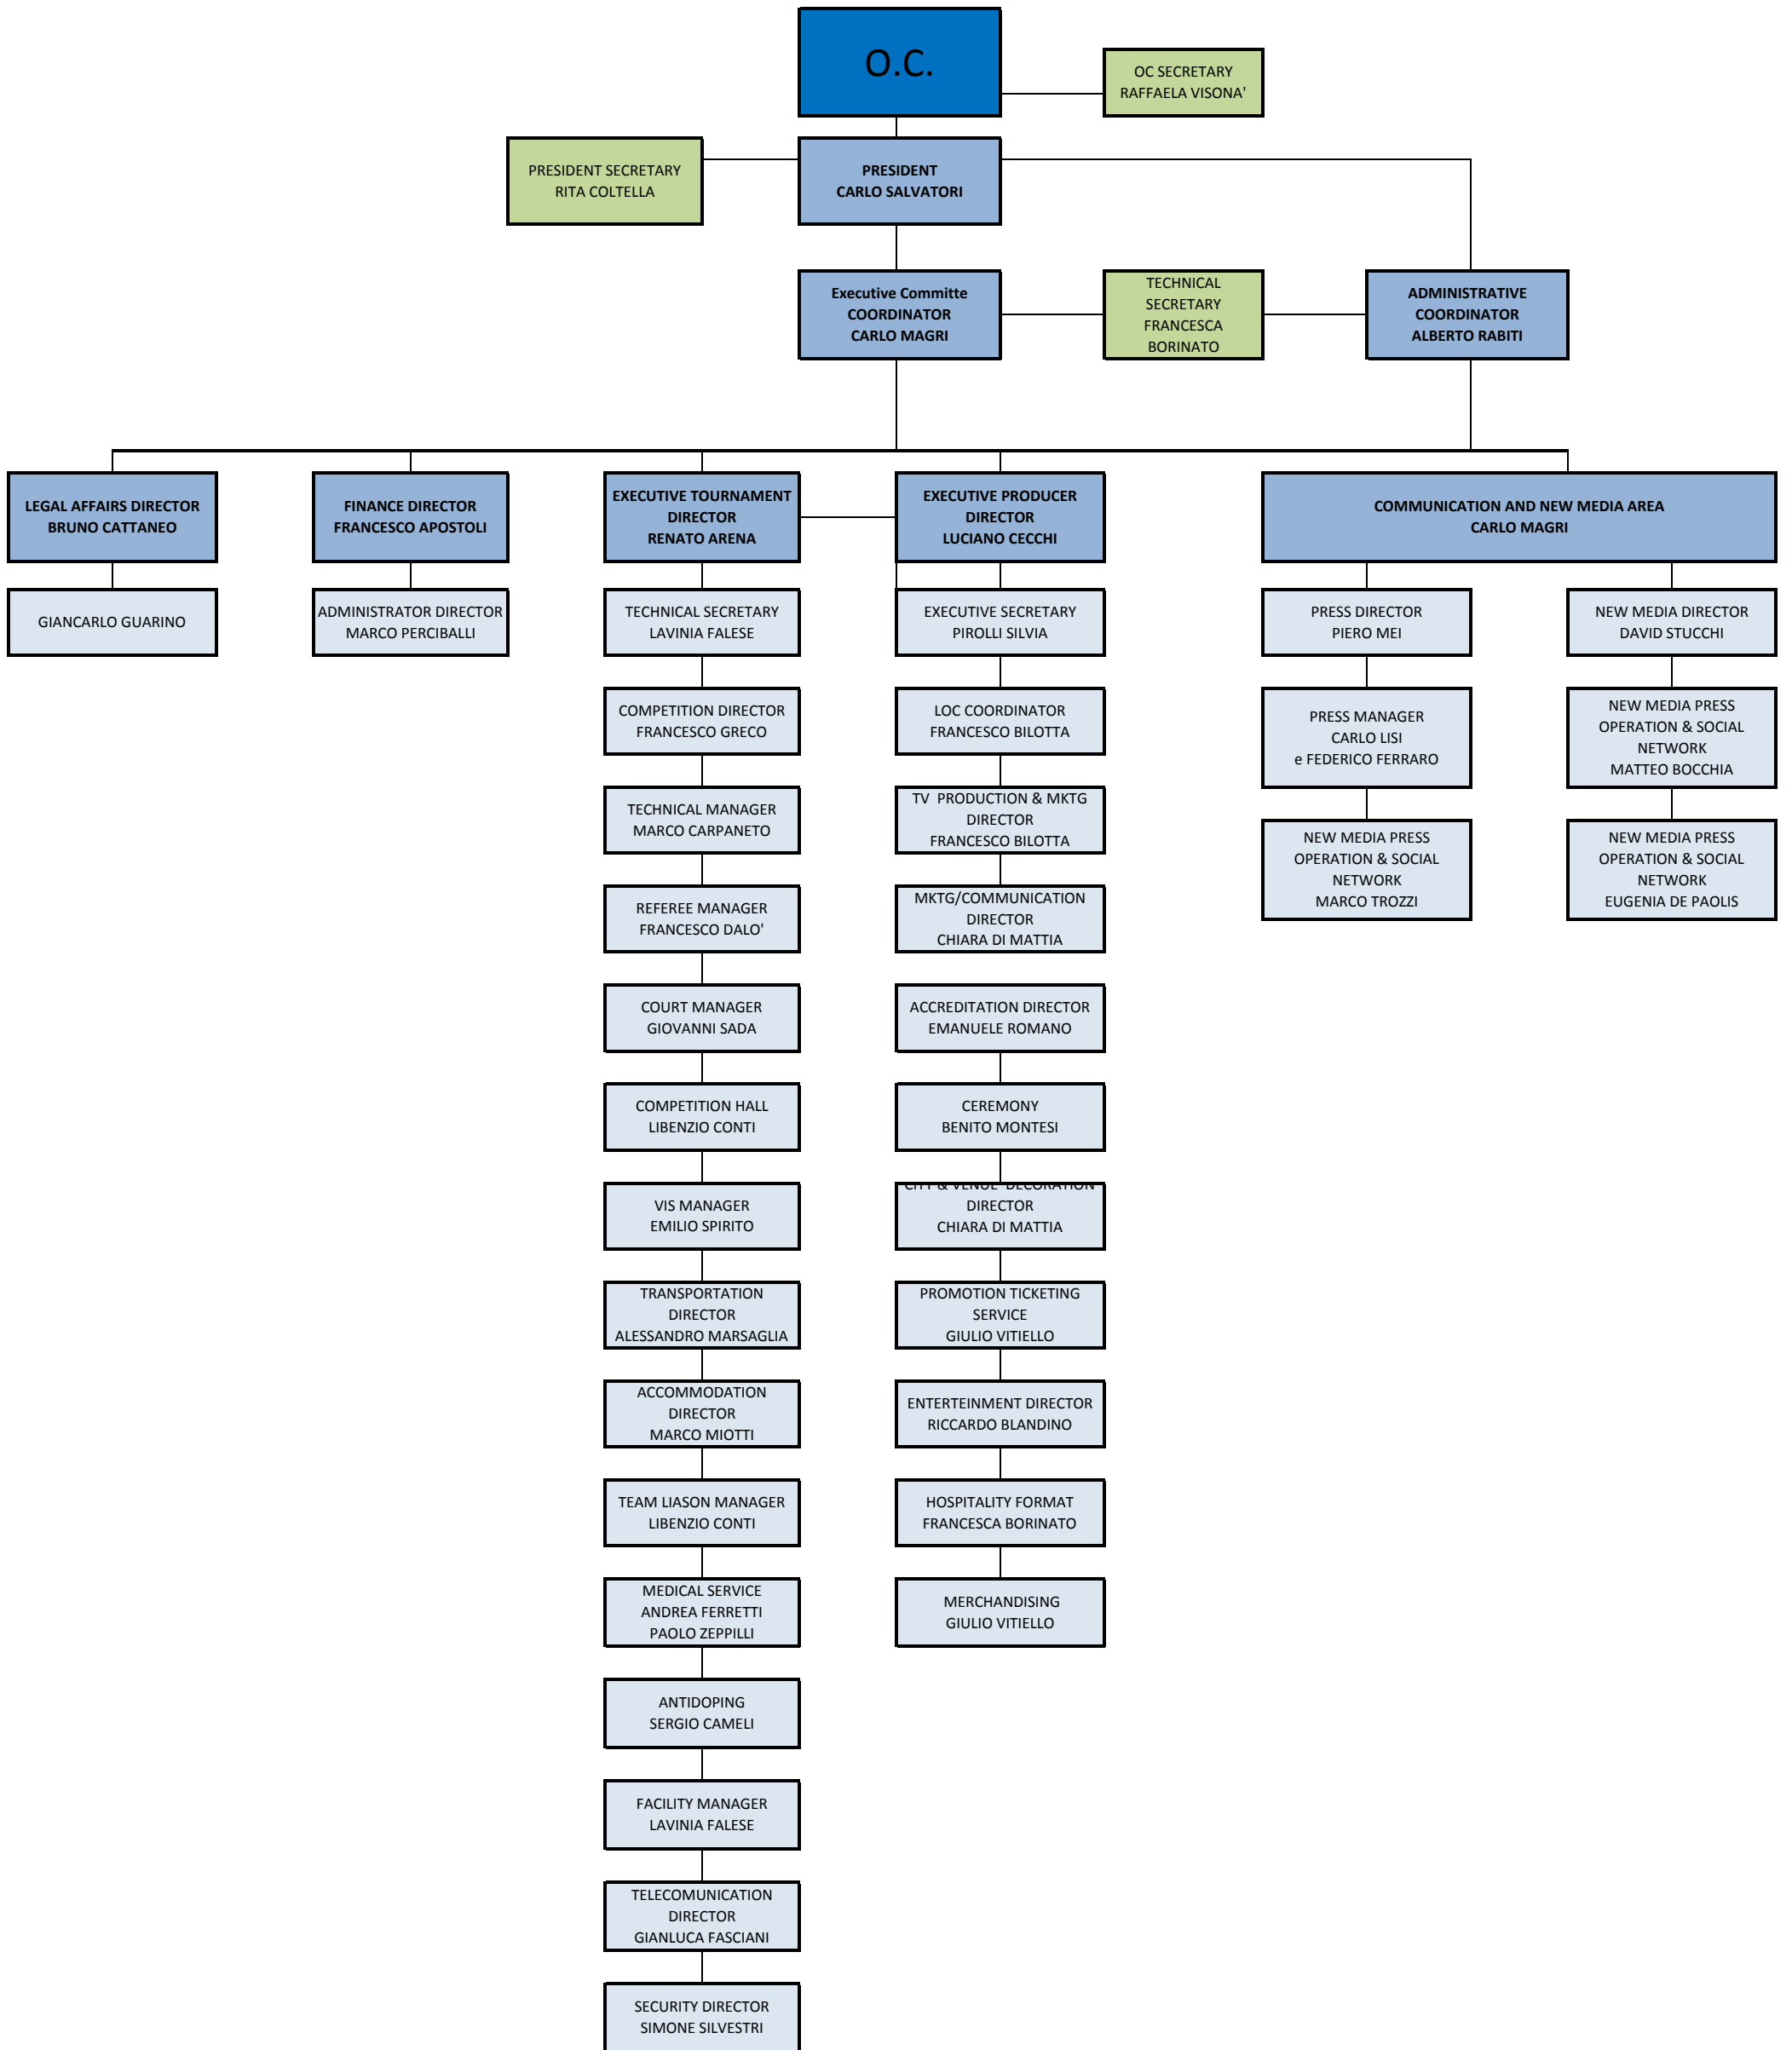 O.C.
OC SECRETARY
RAFFAELA VISONA'
PRESIDENT SECRETARY
RITA COLTELLA
PRESIDENT
CARLO SALVATORI
Executive Committe
COORDINATOR
CARLO MAGRI
TECHNICAL
SECRETARY
FRANCESCA
BORINATO
ADMINISTRATIVE
COORDINATOR
ALBERTO RABITI
LEGAL AFFAIRS DIRECTOR
BRUNO CATTANEO
GIANCARLO GUARINO
FINANCE DIRECTOR
FRANCESCO APOSTOLI
ADMINISTRATOR DIRECTOR
MARCO PERCIBALLI
EXECUTIVE TOURNAMENT
DIRECTOR
RENATO ARENA
TECHNICAL SECRETARY
LAVINIA FALESE
COMPETITION DIRECTOR
FRANCESCO GRECO
TECHNICAL MANAGER
MARCO CARPANETO
REFEREE MANAGER
FRANCESCO DALO'
COURT MANAGER
GIOVANNI SADA
COMPETITION HALL
LIBENZIO CONTI
VIS MANAGER
EMILIO SPIRITO
TRANSPORTATION
DIRECTOR
ALESSANDRO MARSAGLIA
ACCOMMODATION
DIRECTOR
MARCO MIOTTI
TEAM LIASON MANAGER
LIBENZIO CONTI
MEDICAL SERVICE
ANDREA FERRETTI
PAOLO ZEPPILLI
ANTIDOPING
SERGIO CAMELI
FACILITY MANAGER
LAVINIA FALESE
TELECOMUNICATION
DIRECTOR
GIANLUCA FASCIANI
SECURITY DIRECTOR
SIMONE SILVESTRI
EXECUTIVE PRODUCER
DIRECTOR
LUCIANO CECCHI
EXECUTIVE SECRETARY
PIROLLI SILVIA
LOC COORDINATOR
FRANCESCO BILOTTA
TV PRODUCTION & MKTG
DIRECTOR
FRANCESCO BILOTTA
MKTG/COMMUNICATION
DIRECTOR
CHIARA DI MATTIA
ACCREDITATION DIRECTOR
EMANUELE ROMANO
CEREMONY
BENITO MONTESI
CITY & VENUE DECORATION
DIRECTOR
CHIARA DI MATTIA
PROMOTION TICKETING
SERVICE
GIULIO VITIELLO
ENTERTEINMENT DIRECTOR
RICCARDO BLANDINO
HOSPITALITY FORMAT
FRANCESCA BORINATO
MERCHANDISING
GIULIO VITIELLO
COMMUNICATION AND NEW MEDIA AREA
CARLO MAGRI
PRESS DIRECTOR
PIERO MEI
PRESS MANAGER
CARLO LISI
e FEDERICO FERRARO
NEW MEDIA PRESS
OPERATION & SOCIAL
NETWORK
MARCO TROZZI
NEW MEDIA DIRECTOR
DAVID STUCCHI
NEW MEDIA PRESS
OPERATION & SOCIAL
NETWORK
MATTEO BOCCHIA
NEW MEDIA PRESS
OPERATION & SOCIAL
NETWORK
EUGENIA DE PAOLIS